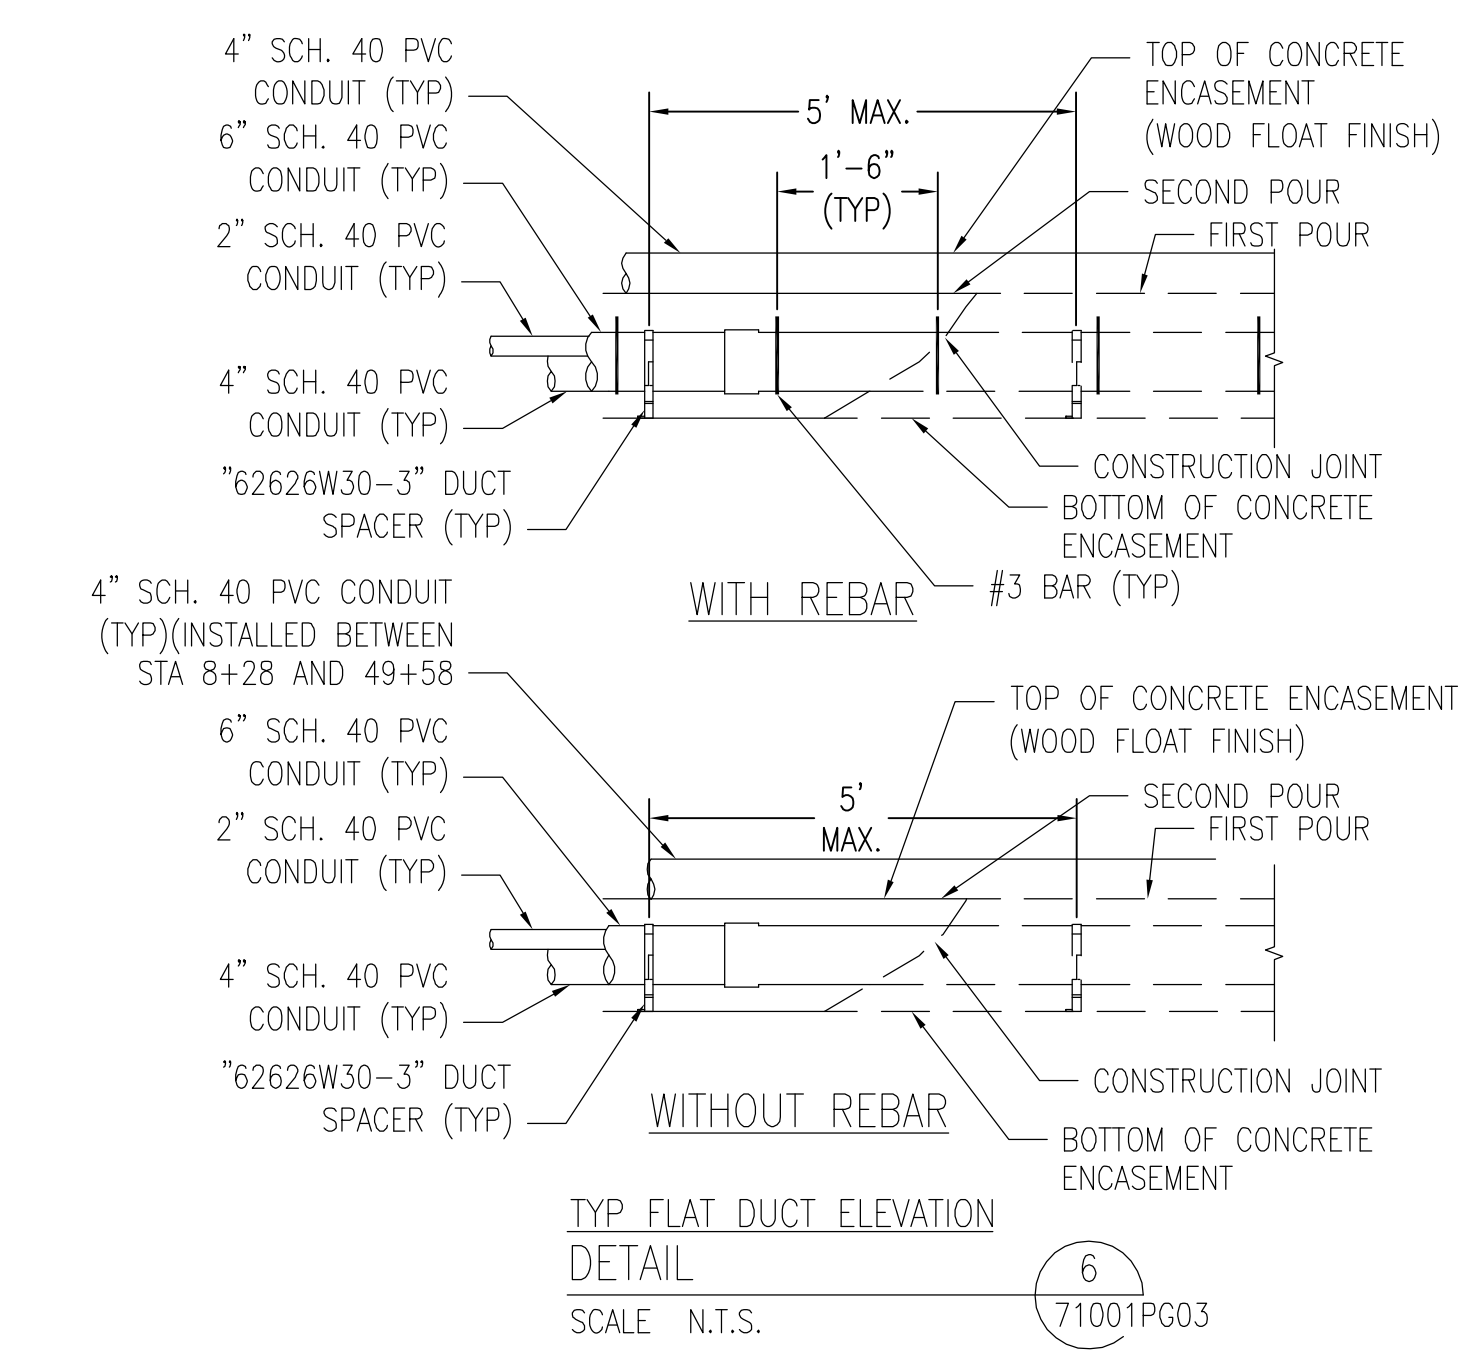 4" SCH. 40 PVC
CONDUIT (TYP)
6" SCH. 40 PVC
CONDUIT (TYP)
2" SCH. 40 PVC
CONDUIT (TYP)
4" SCH. 40 PVC
CONDUIT (TYP)
"62626W30-3" DUCT
SPACER (TYP)
5' MAX.
1'-6"
(TYP)
TOP OF CONCRETE
ENCASEMENT
(WOOD FLOAT FINISH)
SECOND POUR
FIRST POUR
CONSTRUCTION JOINT
BOTTOM OF CONCRETE
ENCASEMENT
#3 BAR (TYP)
WITH REBAR
4" SCH. 40 PVC CONDUIT
(TYP)(INSTALLED BETWEEN
STA 8+28 AND 49+58
6" SCH. 40 PVC
CONDUIT (TYP)
2" SCH. 40 PVC
CONDUIT (TYP)
4" SCH. 40 PVC
CONDUIT (TYP)
"62626W30-3" DUCT
SPACER (TYP)
5'
MAX.
TOP OF CONCRETE ENCASEMENT
(WOOD FLOAT FINISH)
SECOND POUR
FIRST POUR
CONSTRUCTION JOINT
BOTTOM OF CONCRETE
ENCASEMENT
WITHOUT REBAR
TYP FLAT DUCT ELEVATION
DETAIL
SCALE N.T.S.
6
71001PG03